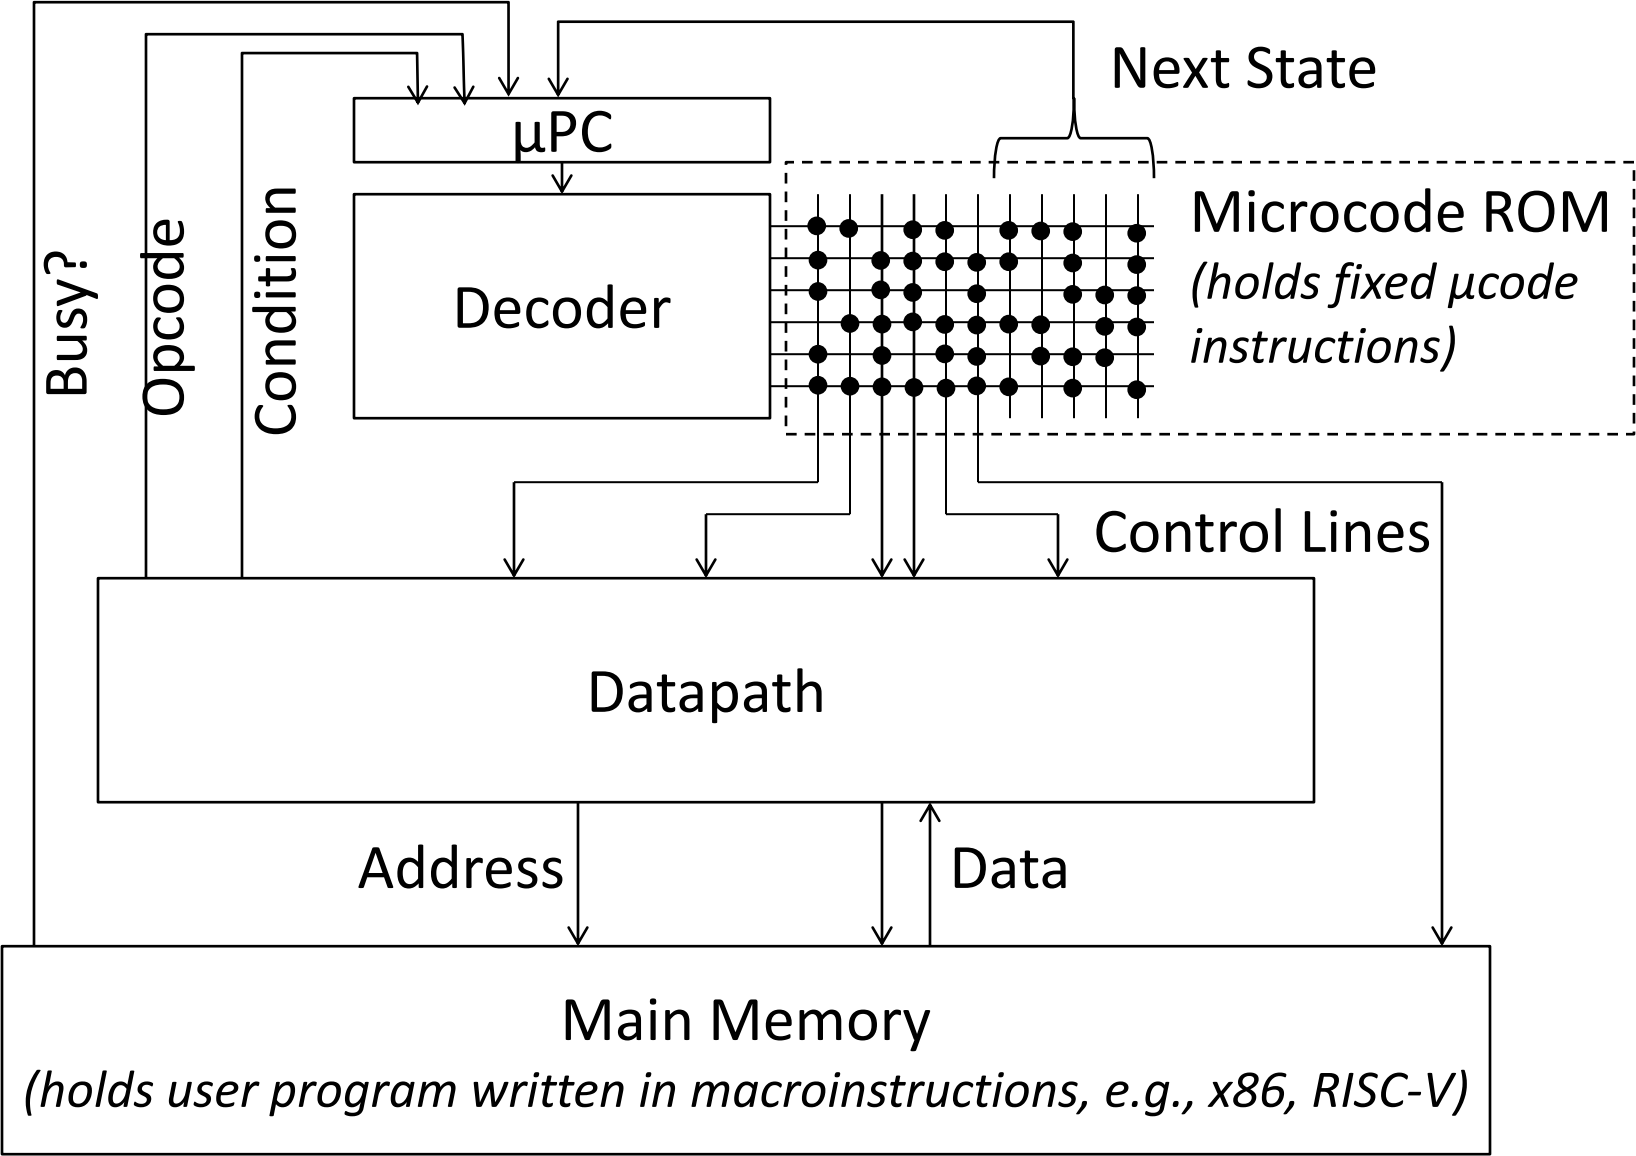 Next State
µPC
Microcode ROM
(holds fixed µcode
instructions)
Busy?
Opcode
Condition
Decoder
Control Lines
Datapath
Address
Data
Main Memory
(holds user program written in macroinstructions, e.g., x86, RISC-V)